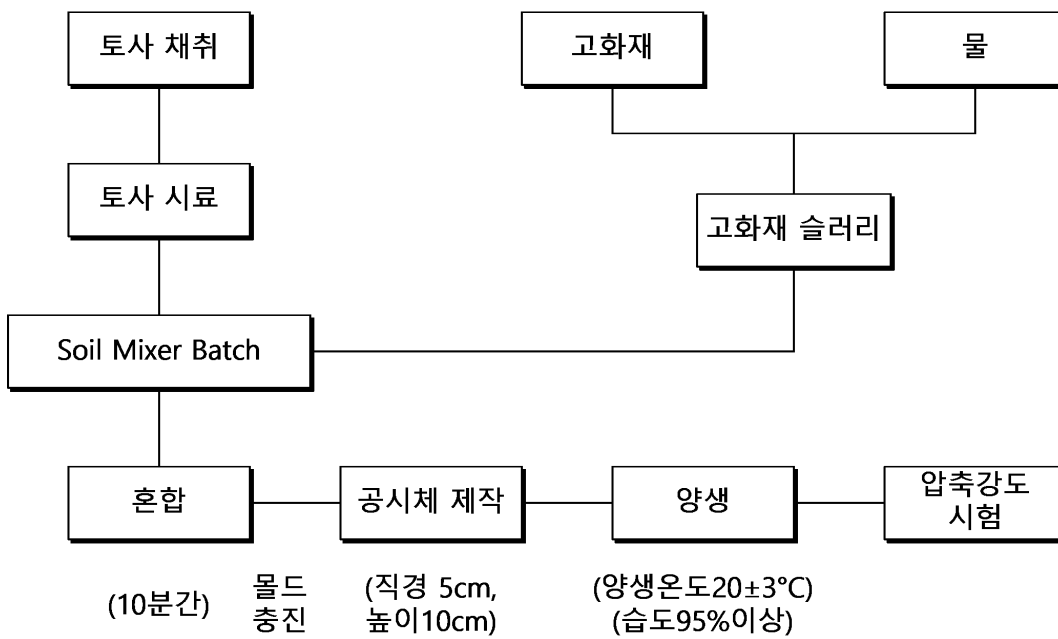 토사 채취
고화재
물
토사 시료
고화재 슬러리
Soil Mixer Batch
혼합
공시체 제작
양생
압축강도
시험
(10분간)
몰드
충진
(직경 5cm,
높이10cm)
(양생온도20±3°C)
(습도95%이상)